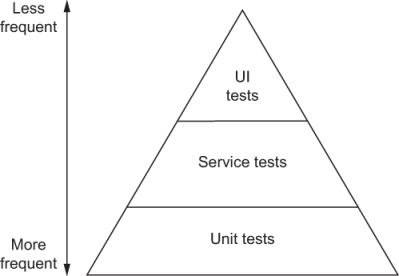 Less
frequent
UI
tests
Service tests
Unit tests
More
frequent